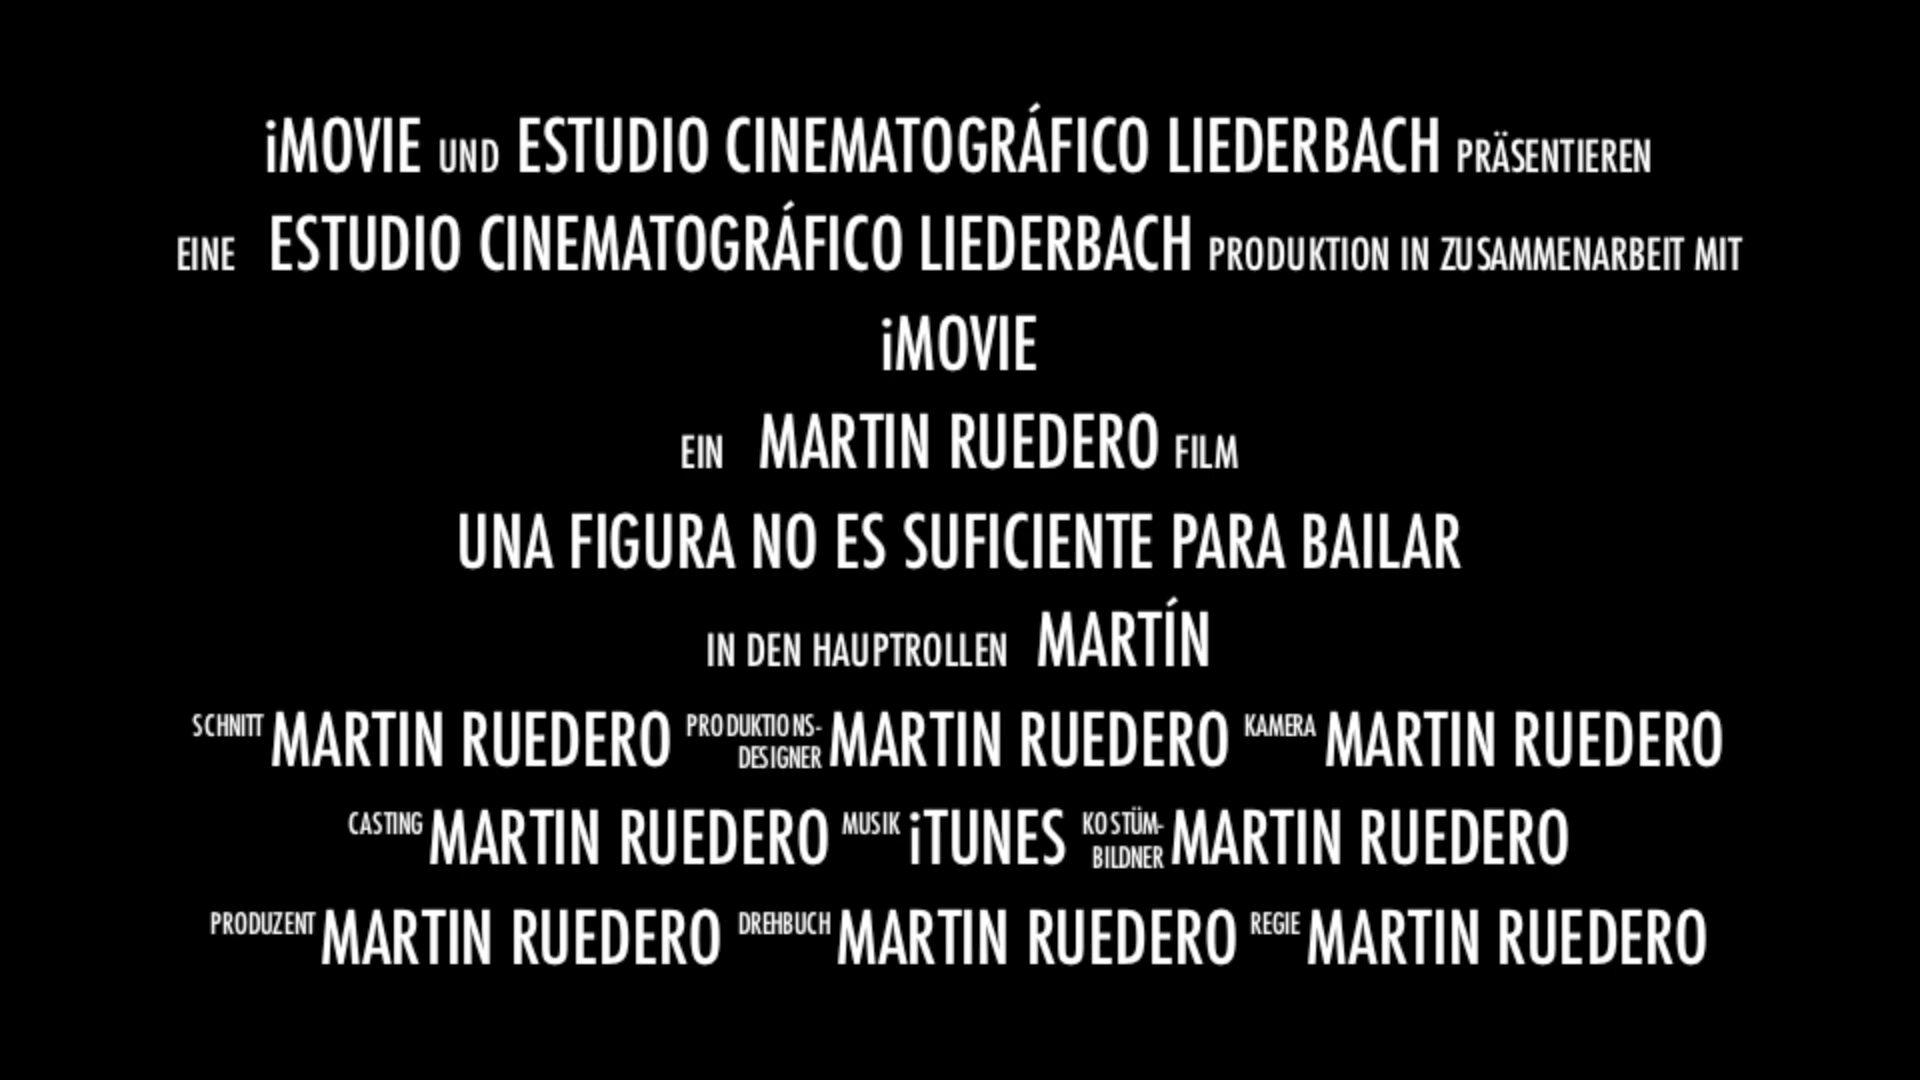 iMOVIE UND ESTUDIO CINEMATOGRÁFICO LIEDERBACH PRÄSENTIEREN
EINE ESTUDIO CINEMATOGRÁFICO LIEDERBACH PRODUKTION IN ZUSAMMENARBEIT MIT
iMOVIE
EIN MARTIN RUEDERO FILM
UNA FIGURA NO ES SUFICIENTE PARA BAILAR
IN DEN HAUPTROLLEN MARTÍN
SCHNITT MARTIN RUEDERO PRODUKTIONS-DESIGNER MARTIN RUEDERO KAMERA MARTIN RUEDERO
CASTING MARTIN RUEDERO MUSIK iTUNES KOSTÜM-BILDNER MARTIN RUEDERO
PRODUZENT MARTIN RUEDERO DREHBUCH MARTIN RUEDERO REGIE MARTIN RUEDERO